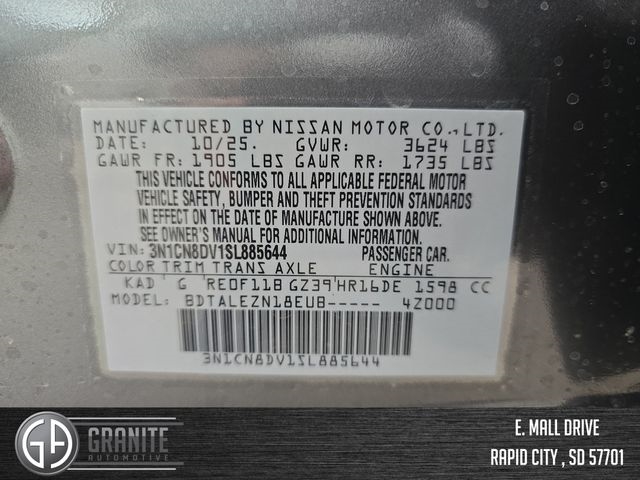 MANUFACTURED BY NISSAN MOTOR CO., LTD.
DATE: 10/25. GVWR: 3624 LBS
GAWR FR: 1905 LBS GAWR RR: 1735 LBS
THIS VEHICLE CONFORMS TO ALL APPLICABLE FEDERAL MOTOR
VEHICLE SAFETY, BUMPER AND THEFT PREVENTION STANDARDS
IN EFFECT ON THE DATE OF MANUFACTURE SHOWN ABOVE.
SEE OWNER'S MANUAL FOR ADDITIONAL INFORMATION
VIN: 3N1CN8DV1SL885644 PASSENGER CAR.
COLOR TRIM TRANS AXLE ENGINE
KAD G RE0F11B GZ39 HR16DE 1598 CC
BDTALEZN18EUB----- 4Z000
3N1CN8DV1SL885644
GA GRANITE
AUTOMOTIVE
E. MALL DRIVE
RAPID CITY , SD 57701